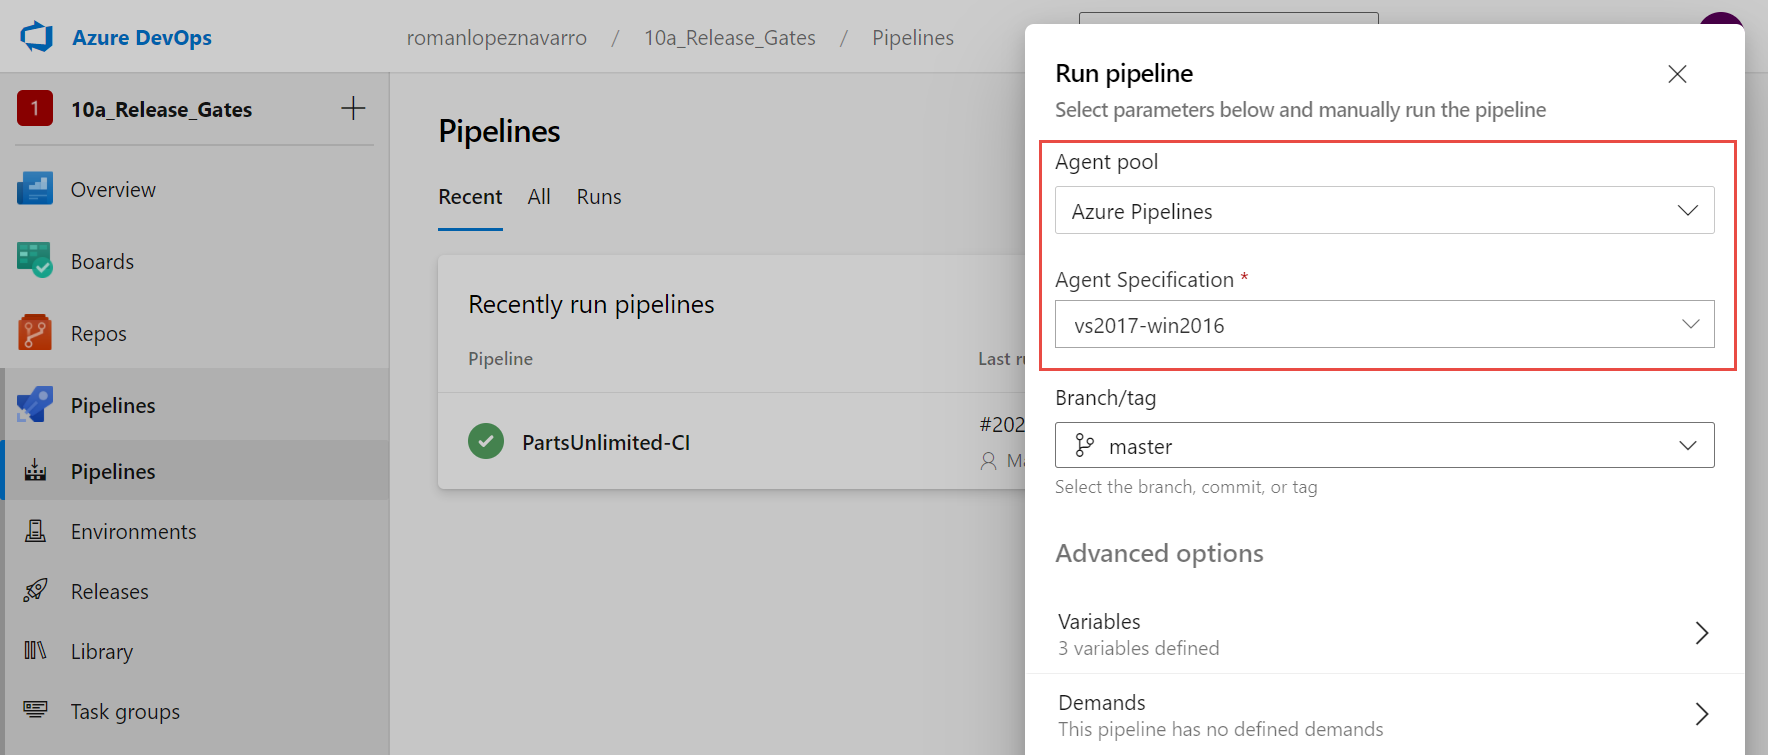 Azure DevOps
romanlopeznavarro / 10a_Release_Gates / Pipelines
1 10a_Release_Gates
Overview
Boards
Repos
Pipelines
Pipelines
Environments
Releases
Library
Task groups
Pipelines
Recent All Runs
Recently run pipelines
Pipeline Last
PartsUnlimited-CI #202
Run pipeline
Select parameters below and manually run the pipeline
Agent pool
Azure Pipelines
Agent Specification *
vs2017-win2016
Branch/tag
master
Select the branch, commit, or tag
Advanced options
Variables
3 variables defined
Demands
This pipeline has no defined demands